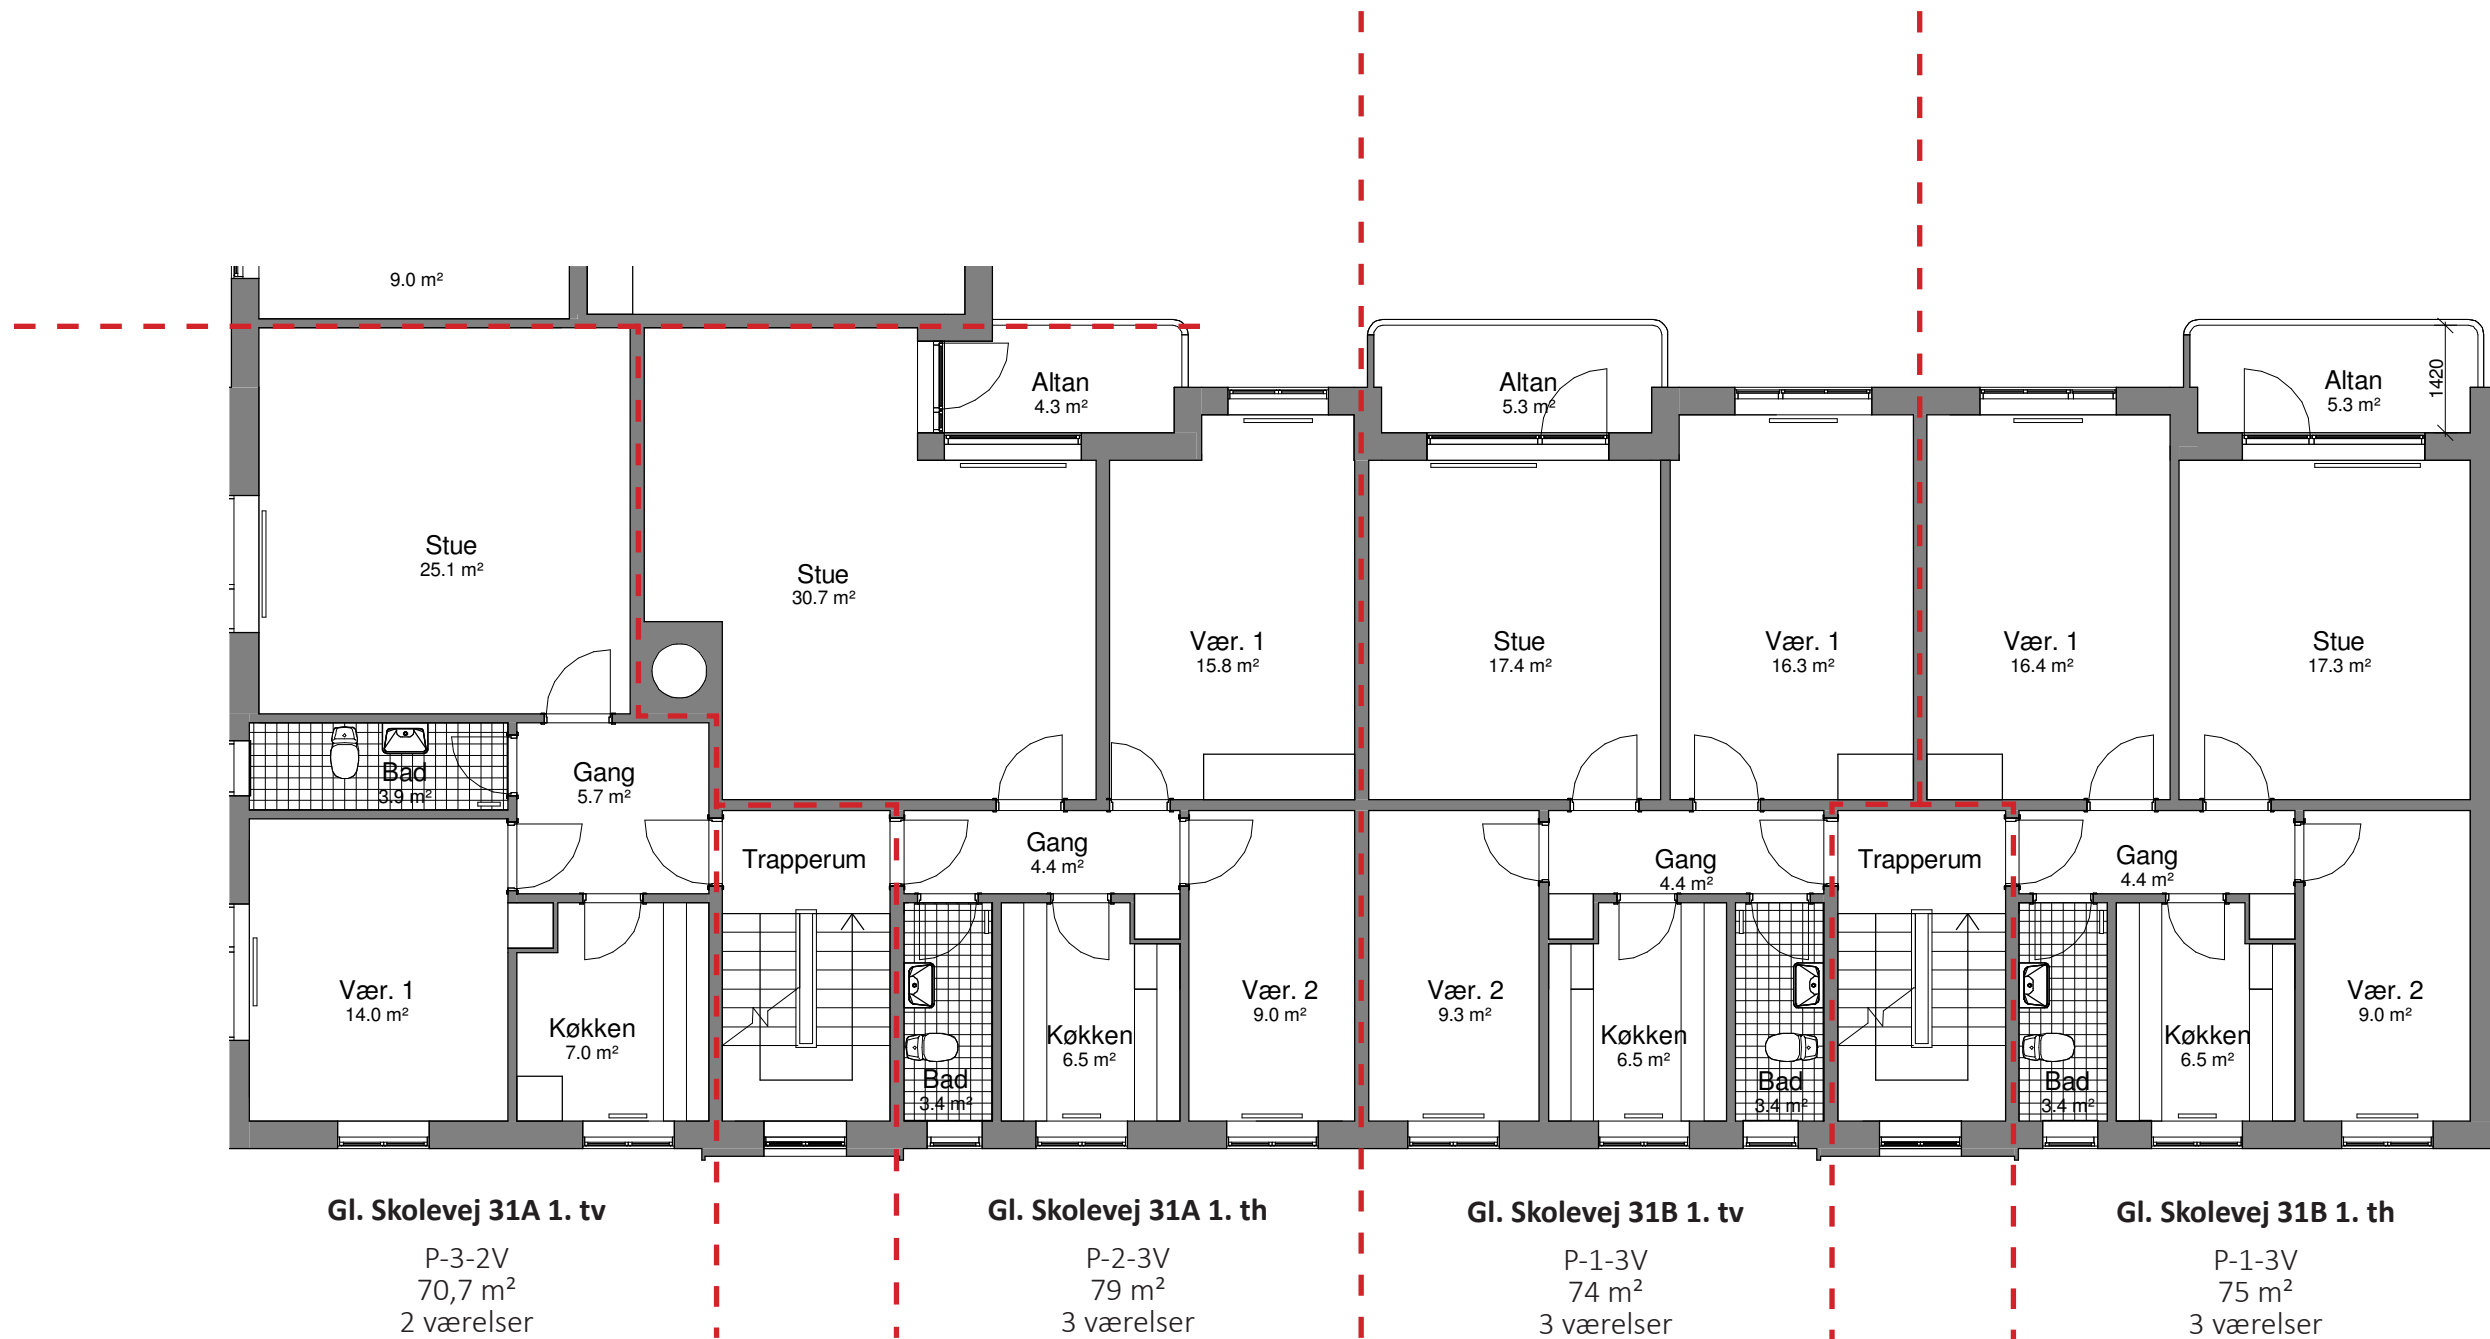 9.0 m²
Altan
4.3 m²
Altan
5.3 m²
Altan
5.3 m²
1420
Stue
25.1 m²
Stue
30.7 m²
Vær. 1
15.8 m²
Stue
17.4 m²
Vær. 1
16.3 m²
Vær. 1
16.4 m²
Stue
17.3 m²
Bad
3.9 m²
Gang
5.7 m²
Trapperum
Gang
4.4 m²
Gang
4.4 m²
Trapperum
Gang
4.4 m²
Vær. 1
14.0 m²
Køkken
7.0 m²
Bad
3.4 m²
Køkken
6.5 m²
Vær. 2
9.0 m²
Vær. 2
9.3 m²
Køkken
6.5 m²
Bad
3.4 m²
Bad
3.4 m²
Køkken
6.5 m²
Vær. 2
9.0 m²
Gl. Skolevej 31A 1. tv
P-3-2V
70,7 m²
2 værelser
Gl. Skolevej 31A 1. th
P-2-3V
79 m²
3 værelser
Gl. Skolevej 31B 1. tv
P-1-3V
74 m²
3 værelser
Gl. Skolevej 31B 1. th
P-1-3V
75 m²
3 værelser